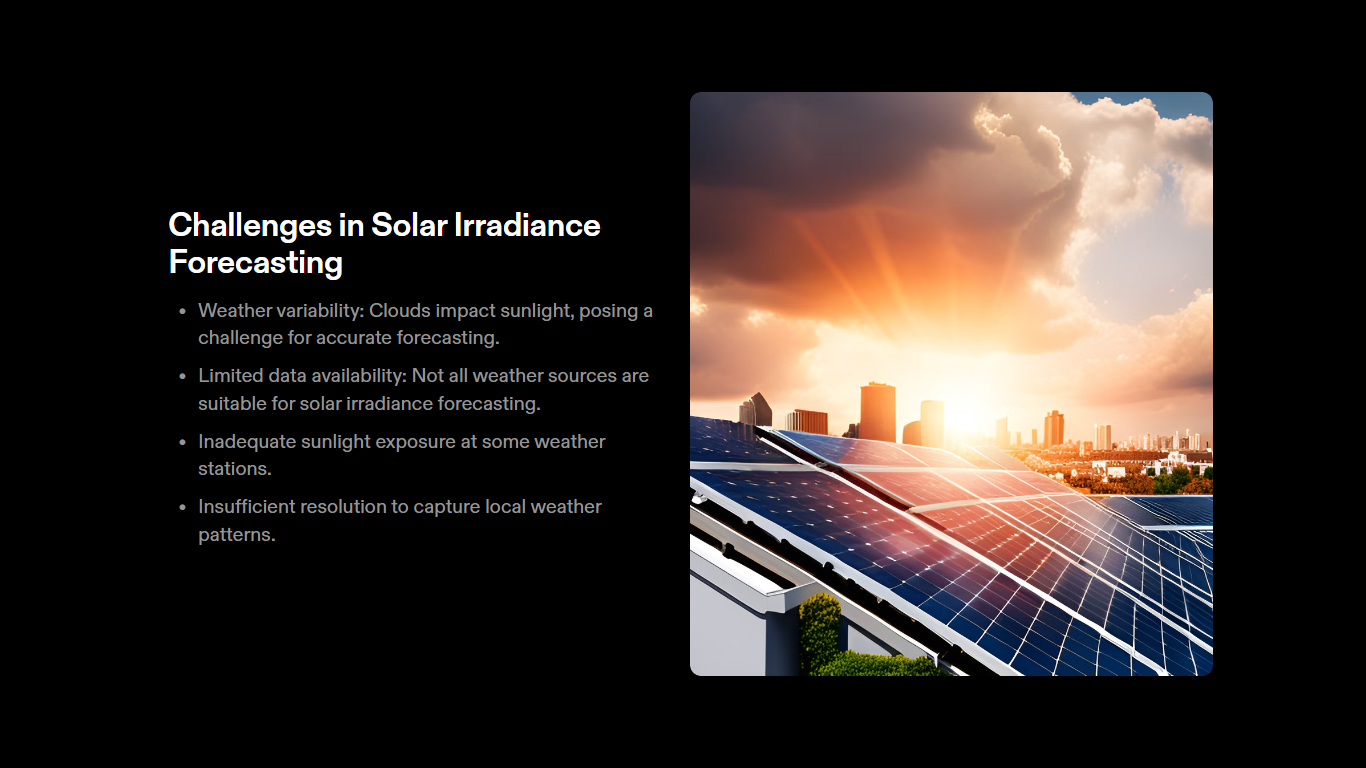 Challenges in Solar Irradiance
Forecasting
• Weather variability: Clouds impact sunlight, posing a
challenge for accurate forecasting.
• Limited data availability: Not all weather sources are
suitable for solar irradiance forecasting.
• Inadequate sunlight exposure at some weather
stations.
• Insufficient resolution to capture local weather
patterns.